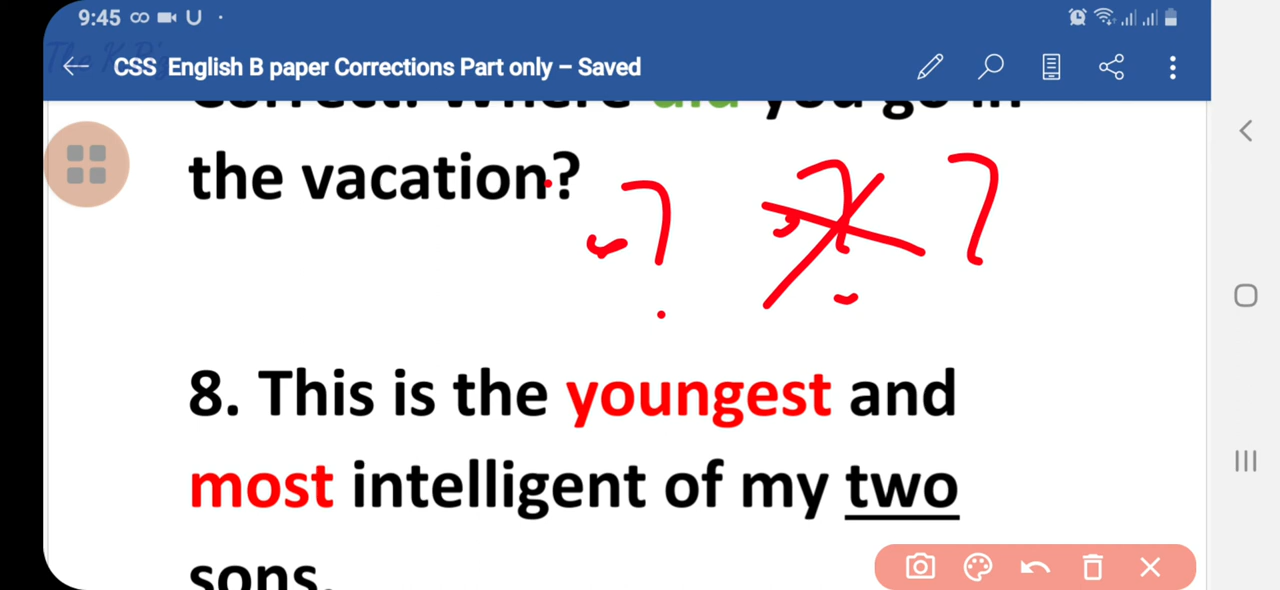 9:45
CSS English B paper Corrections Part only – Saved
the vacation?
? ? ?
8. This is the youngest and
most intelligent of my two
sons.